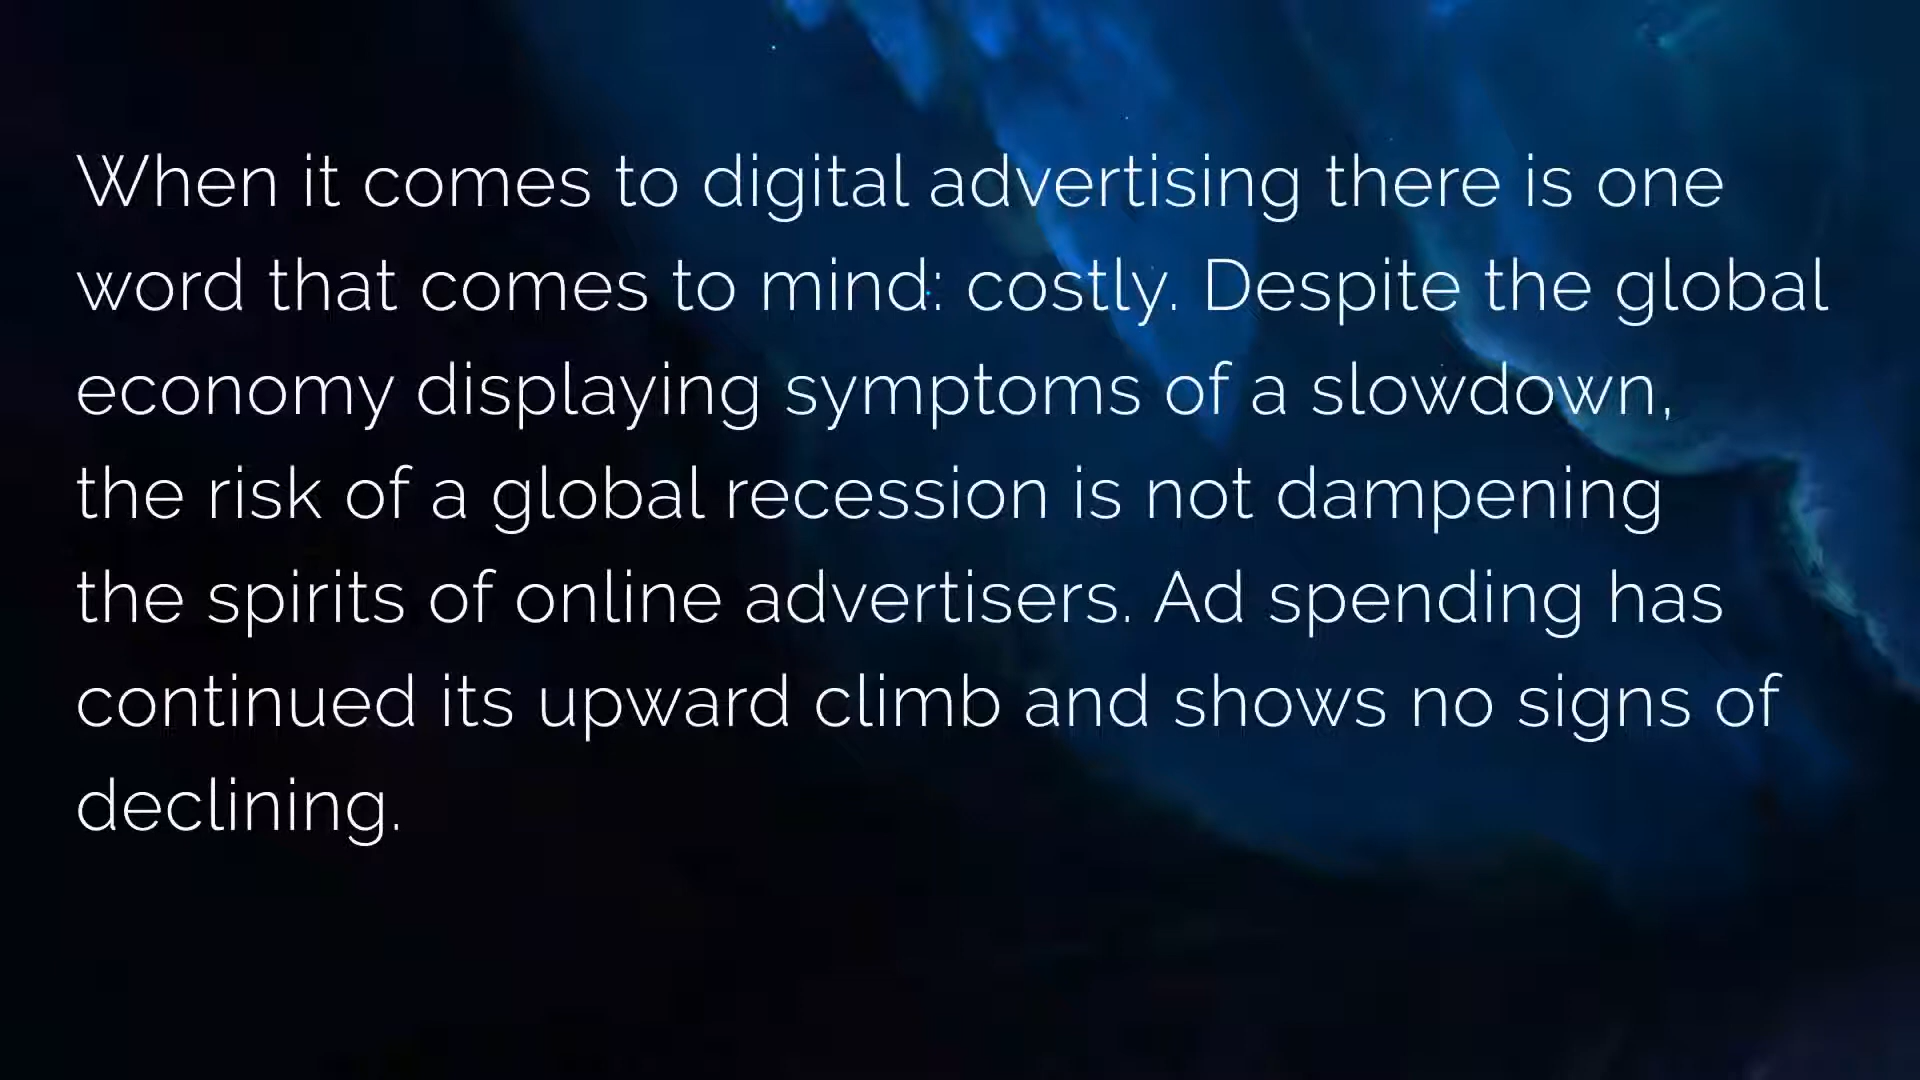 When it comes to digital advertising there is one
word that comes to mind: costly. Despite the global
economy displaying symptoms of a slowdown,
the risk of a global recession is not dampening
the spirits of online advertisers. Ad spending has
continued its upward climb and shows no signs of
declining.